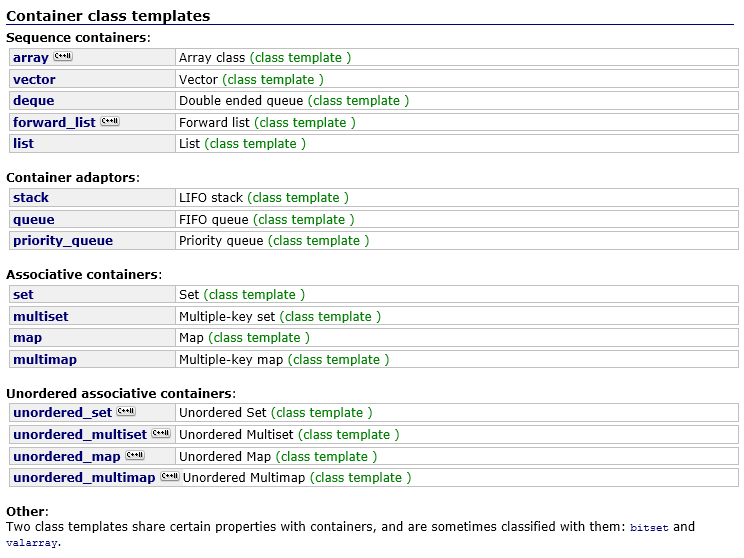 Container class templates
Sequence containers:
array C++11 Array class (class template )
vector Vector (class template )
deque Double ended queue (class template )
forward_list C++11 Forward list (class template )
list List (class template )
Container adaptors:
stack LIFO stack (class template )
queue FIFO queue (class template )
priority_queue Priority queue (class template )
Associative containers:
set Set (class template )
multiset Multiple-key set (class template )
map Map (class template )
multimap Multiple-key map (class template )
Unordered associative containers:
unordered_set C++11 Unordered Set (class template )
unordered_multiset C++11 Unordered Multiset (class template )
unordered_map C++11 Unordered Map (class template )
unordered_multimap C++11 Unordered Multimap (class template )
Other:
Two class templates share certain properties with containers, and are sometimes classified with them: bitset and
valarray.